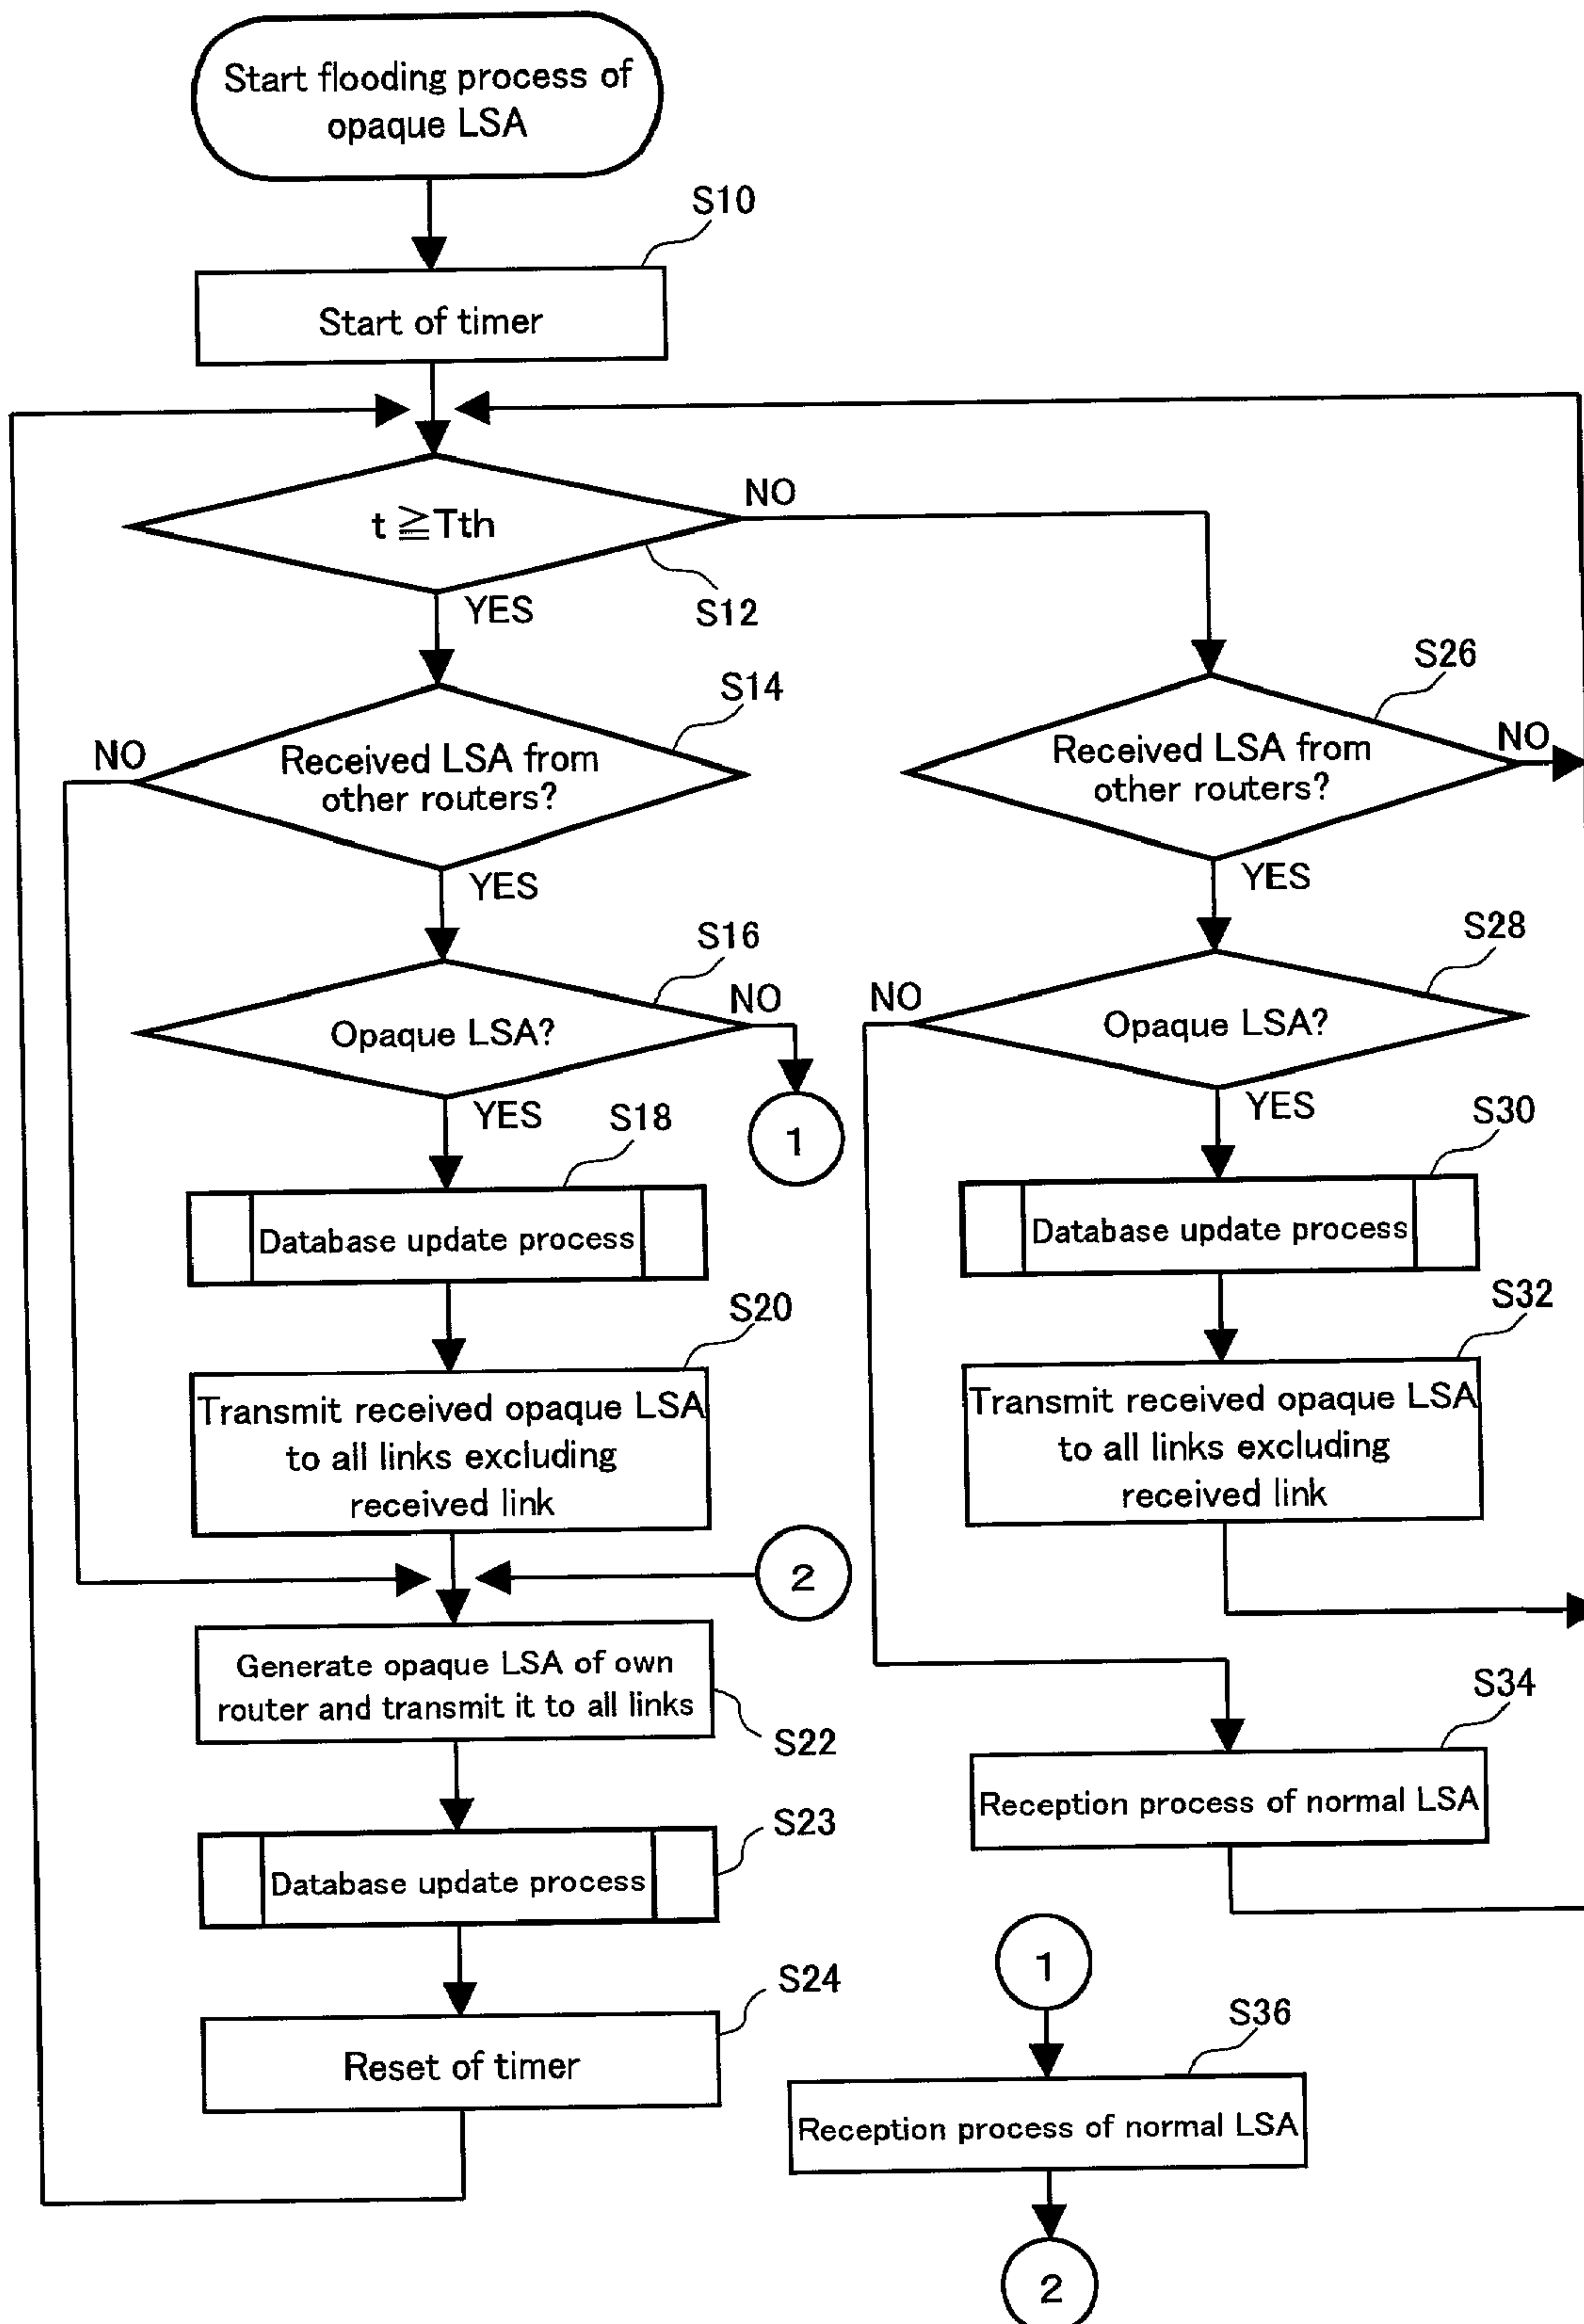 Start flooding process of
opaque LSA
S10
Start of timer
t ≧Tth
NO
YES
S12
S14
NO
Received LSA from
other routers?
YES
S26
Received LSA from
other routers?
NO
YES
S16
Opaque LSA?
NO
1
YES
S28
NO
Opaque LSA?
YES
S18
Database update process
S30
Database update process
S20
Transmit received opaque LSA
to all links excluding
received link
S32
Transmit received opaque LSA
to all links excluding
received link
2
Generate opaque LSA of own
router and transmit it to all links
S22
S34
Reception process of normal LSA
S23
Database update process
S24
Reset of timer
1
S36
Reception process of normal LSA
2